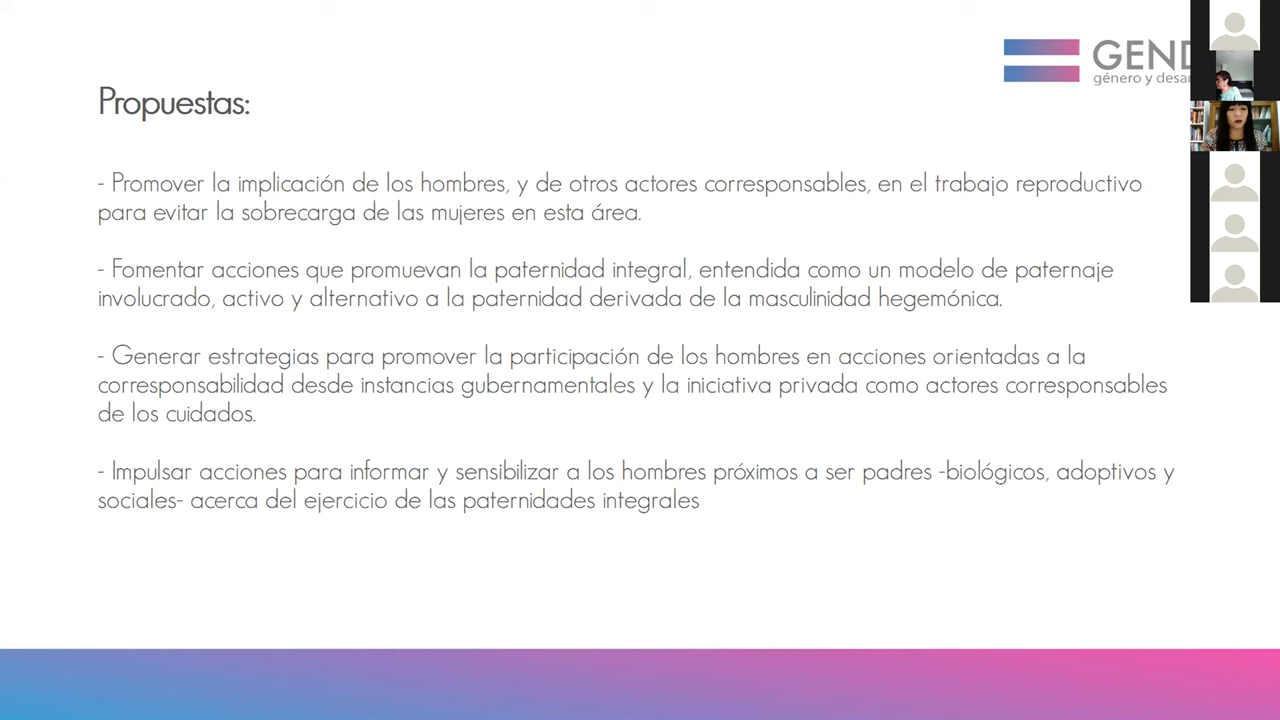 GEND
género y desar
Propuestas:
- Promover la implicación de los hombres, y de otros actores corresponsables, en el trabajo reproductivo
para evitar la sobrecarga de las mujeres en esta área.
- Fomentar acciones que promuevan la paternidad integral, entendida como un modelo de paternaje
involucrado, activo y alternativo a la paternidad derivada de la masculinidad hegemónica.
- Generar estrategias para promover la participación de los hombres en acciones orientadas a la
corresponsabilidad desde instancias gubernamentales y la iniciativa privada como actores corresponsables
de los cuidados.
- Impulsar acciones para informar y sensibilizar a los hombres próximos a ser padres -biológicos, adoptivos y
sociales- acerca del ejercicio de las paternidades integrales